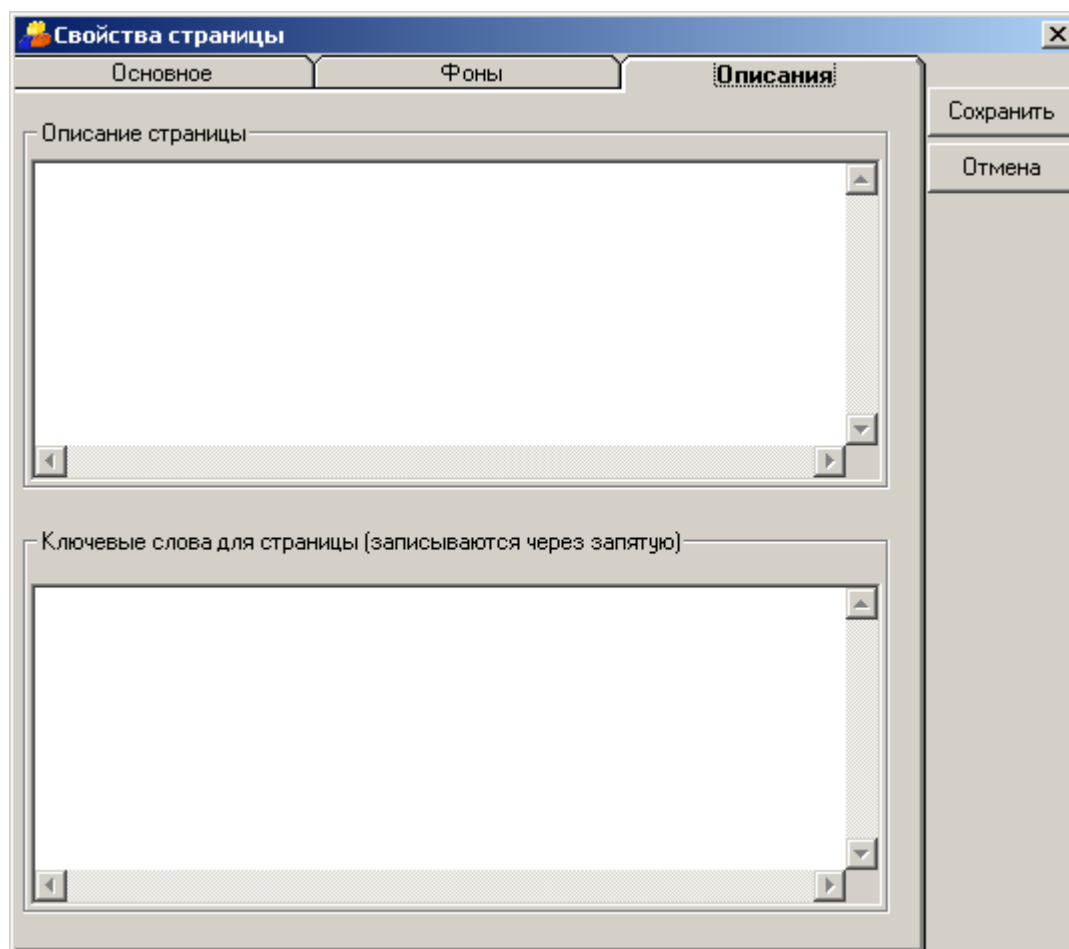 Свойства страницы
Основное Фоны Описания
Сохранить
Отмена
Описание страницы
Ключевые слова для страницы (записываются через запятую)